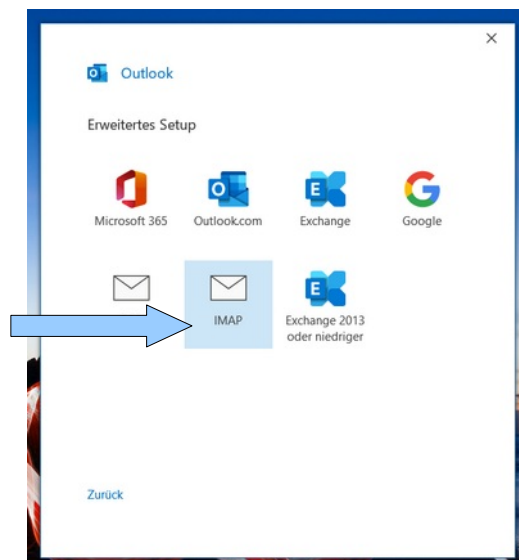 Outlook
Erweitertes Setup
Microsoft 365
Outlook.com
Exchange
Google
IMAP
Exchange 2013
oder niedriger
Zurück